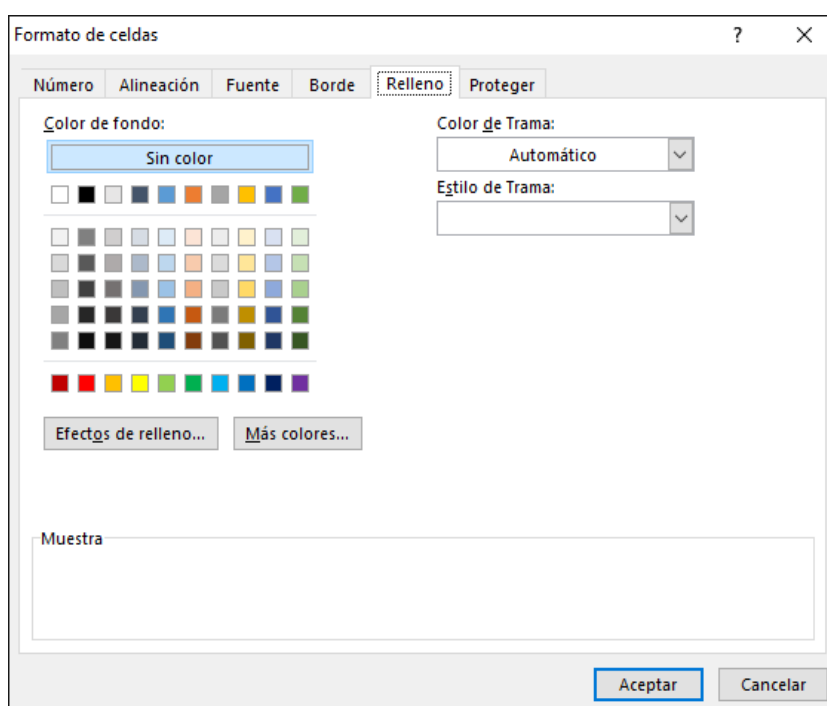 Formato de celdas
?
Número Alineación Fuente Borde Relleno Proteger
Color de fondo:
Sin color
Color de Trama:
Automático
Estilo de Trama:
Efectos de relleno... Más colores...
Muestra
Aceptar Cancelar